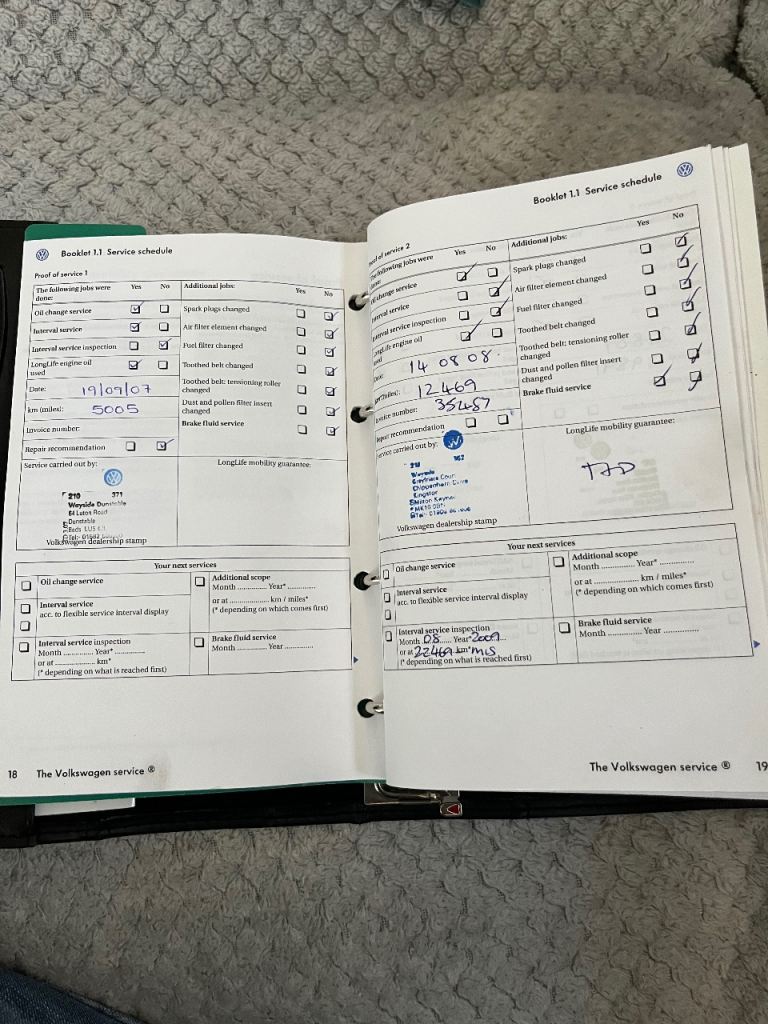 Booklet 1.1 Service schedule
Proof of service 1
The following jobs were done: Yes No
Oil change service
Interval service
Interval service inspection
LongLife engine oil used
Date: 19/09/07
km (miles): 5005
Invoice number:
Repair recommendation
Additional jobs: Yes No
Spark plugs changed
Air filter element changed
Fuel filter changed
Toothed belt changed
Toothed belt: tensioning roller changed
Dust and pollen filter insert changed
Brake fluid service
Service carried out by:
210 371
Wayside Dunstable
Luton Road
Dunstable
Beds
Volkswagen dealership stamp
LongLife mobility guarantee:
Your next services
Oil change service
Interval service
acc. to flexible service interval display
Interval service inspection
Month ............ Year* ............
or at ............ km*
(* depending on what is reached first)
Additional scope
Month ............ Year* ............
or at ............ km / miles*
(* depending on which comes first)
Brake fluid service
Month ............ Year ............
18 The Volkswagen service ®
Booklet 1.1 Service schedule
Proof of service 2
The following jobs were done: Yes No
Oil change service
Interval service
Interval service inspection
LongLife engine oil used
Date: 14 08 08.
km (miles): 12469
Invoice number: 35457
Repair recommendation
Additional jobs: Yes No
Spark plugs changed
Air filter element changed
Fuel filter changed
Toothed belt changed
Toothed belt: tensioning roller changed
Dust and pollen filter insert changed
Brake fluid service
Service carried out by:
Wayside
Kingston
Milton Keynes
Volkswagen dealership stamp
LongLife mobility guarantee:
Your next services
Oil change service
Interval service
acc. to flexible service interval display
Interval service inspection
Month 08 Year* 2009
or at 22469 km* mls
(* depending on what is reached first)
Additional scope
Month ............ Year* ............
or at ............ km / miles*
(* depending on which comes first)
Brake fluid service
Month ............ Year ............
The Volkswagen service ® 19